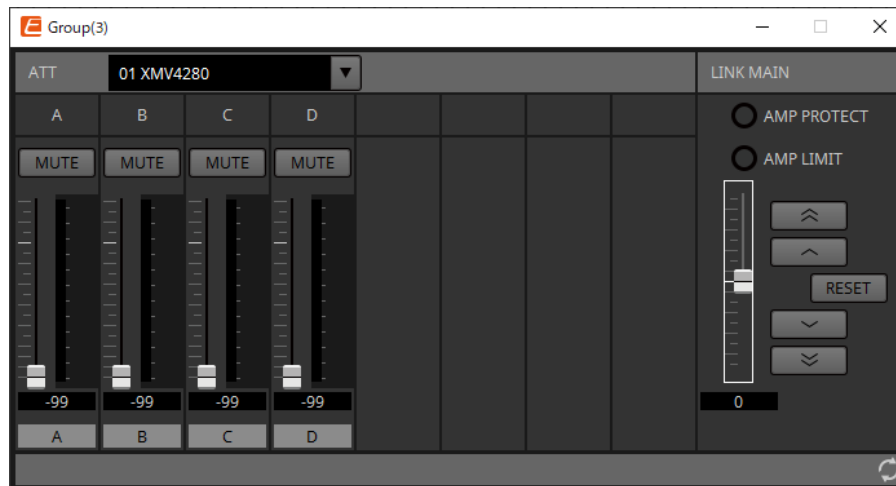 Group(3)
ATT 01 XMV4280 LINK MAIN
A B C D
AMP PROTECT
MUTE MUTE MUTE MUTE
AMP LIMIT
RESET
-99 -99 -99 -99 0
A B C D